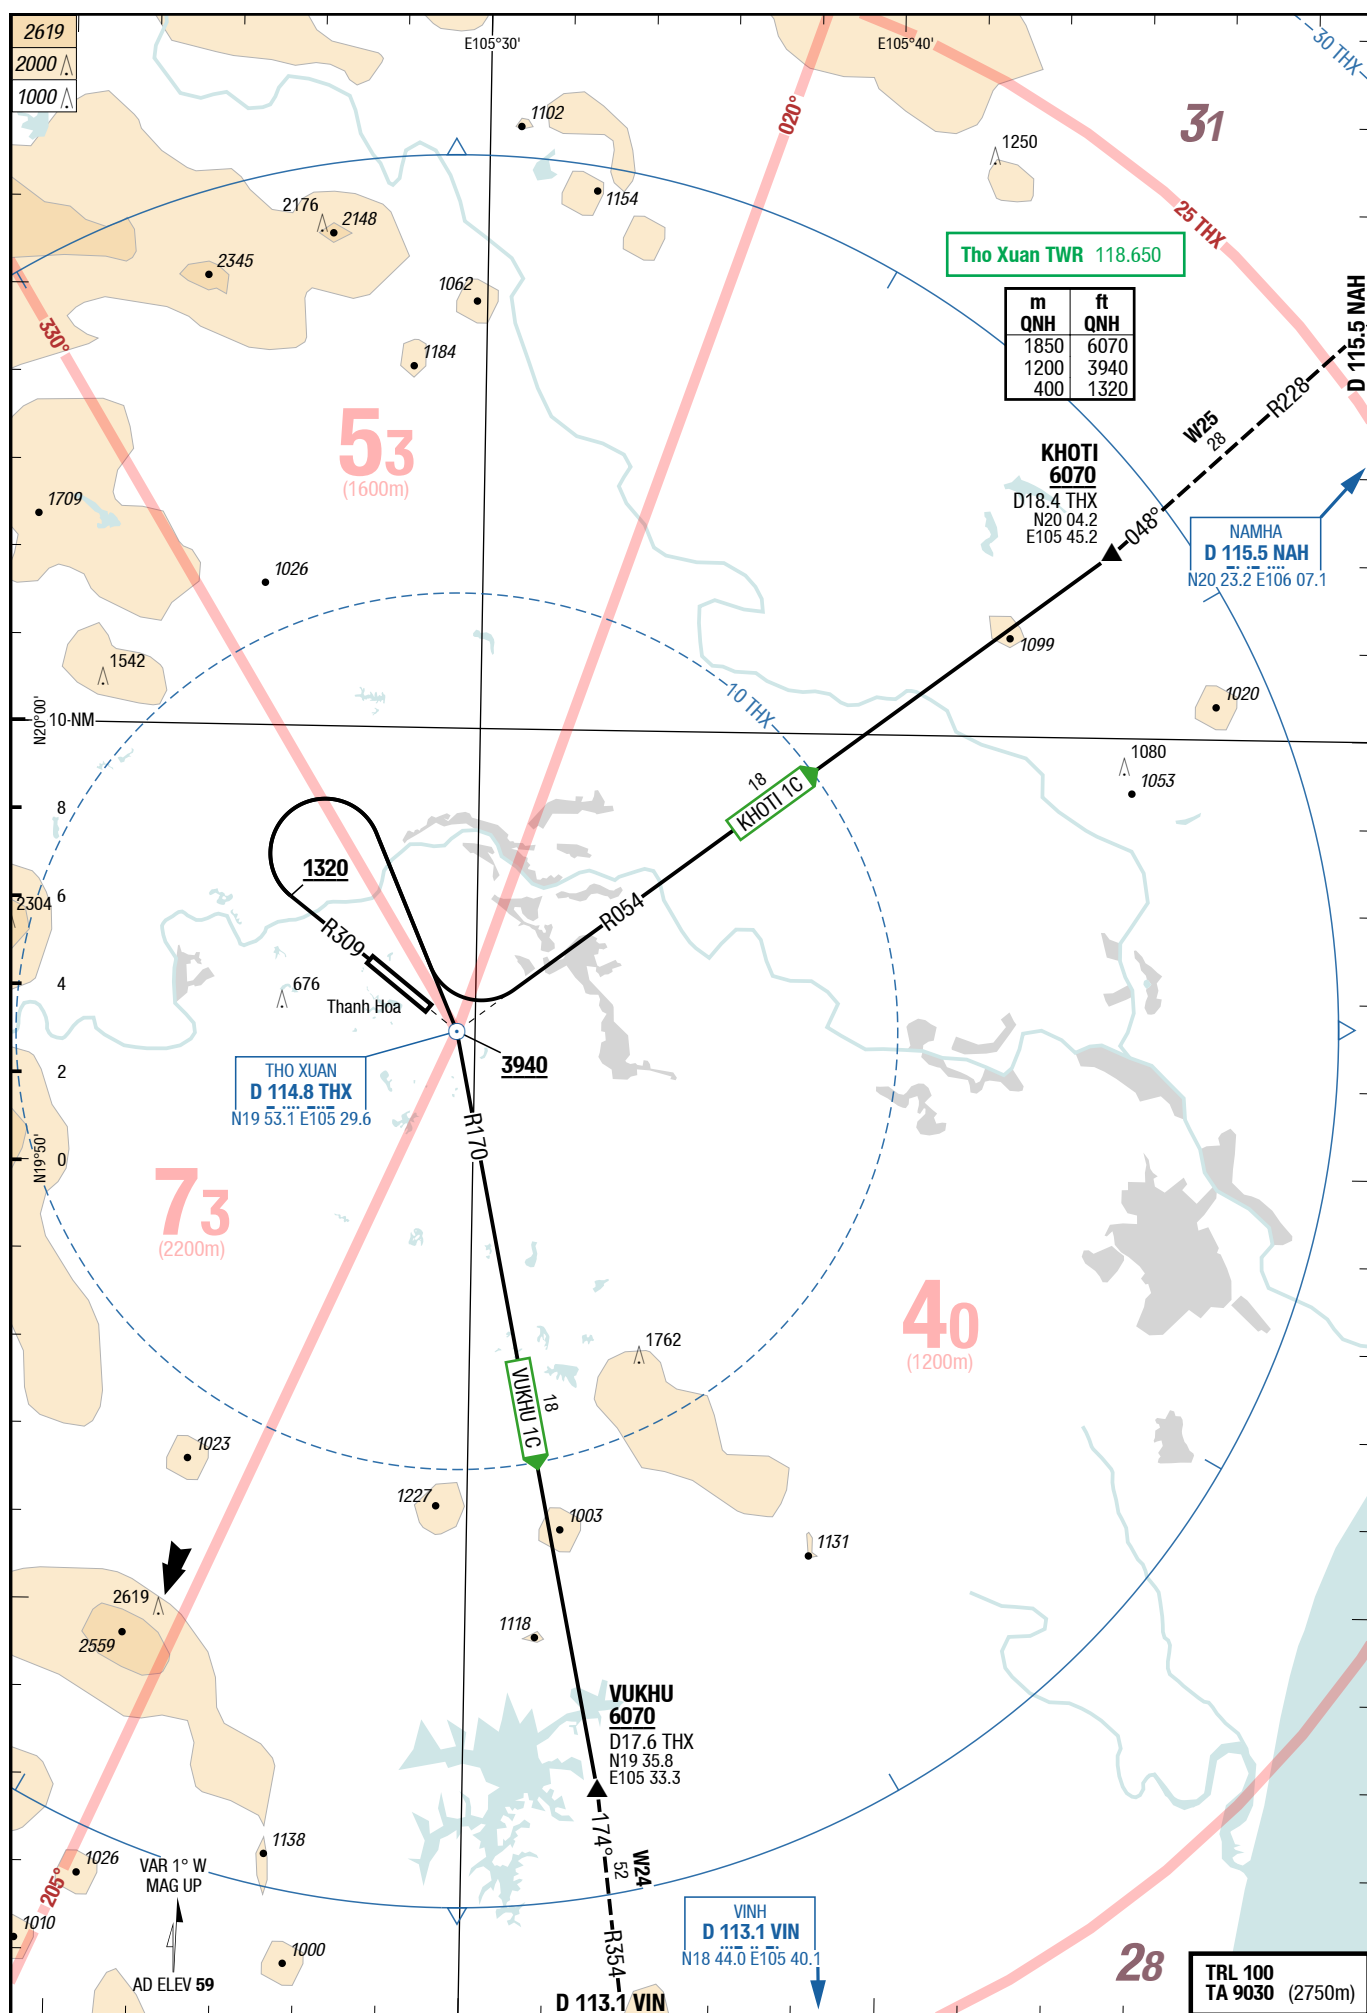 2619
2000
1000
E105°30'
E105°40'
30 THX
1102
020°
31
1250
1154
2176
2148
25 THX
Tho Xuan TWR 118.650
2345
1062
m ft
QNH QNH
1850 6070
1200 3940
400 1320
330°
1184
D 115.5 NAH
R228
W25
28
53
(1600m)
KHOTI
6070
D18.4 THX
N20 04.2
E105 45.2
048°
1709
NAMHA
D 115.5 NAH
N20 23.2 E106 07.1
1026
1099
1542
1020
10 THX
N20°00'
10 NM
1080
1053
18
KHOTI 1C
8
1320
6
2304
R309
R054
4
676
Thanh Hoa
3940
2
THO XUAN
D 114.8 THX
N19 53.1 E105 29.6
R170
N19°50'
0
73
(2200m)
40
(1200m)
1762
VUKHU 1C
18
1023
1227
1003
1131
2619
2559
1118
VUKHU
6070
D17.6 THX
N19 35.8
E105 33.3
174°
W24
52
R354
1138
1026
205°
VAR 1° W
MAG UP
1010
1000
AD ELEV 59
VINH
D 113.1 VIN
N18 44.0 E105 40.1
28
D 113.1 VIN
TRL 100
TA 9030 (2750m)